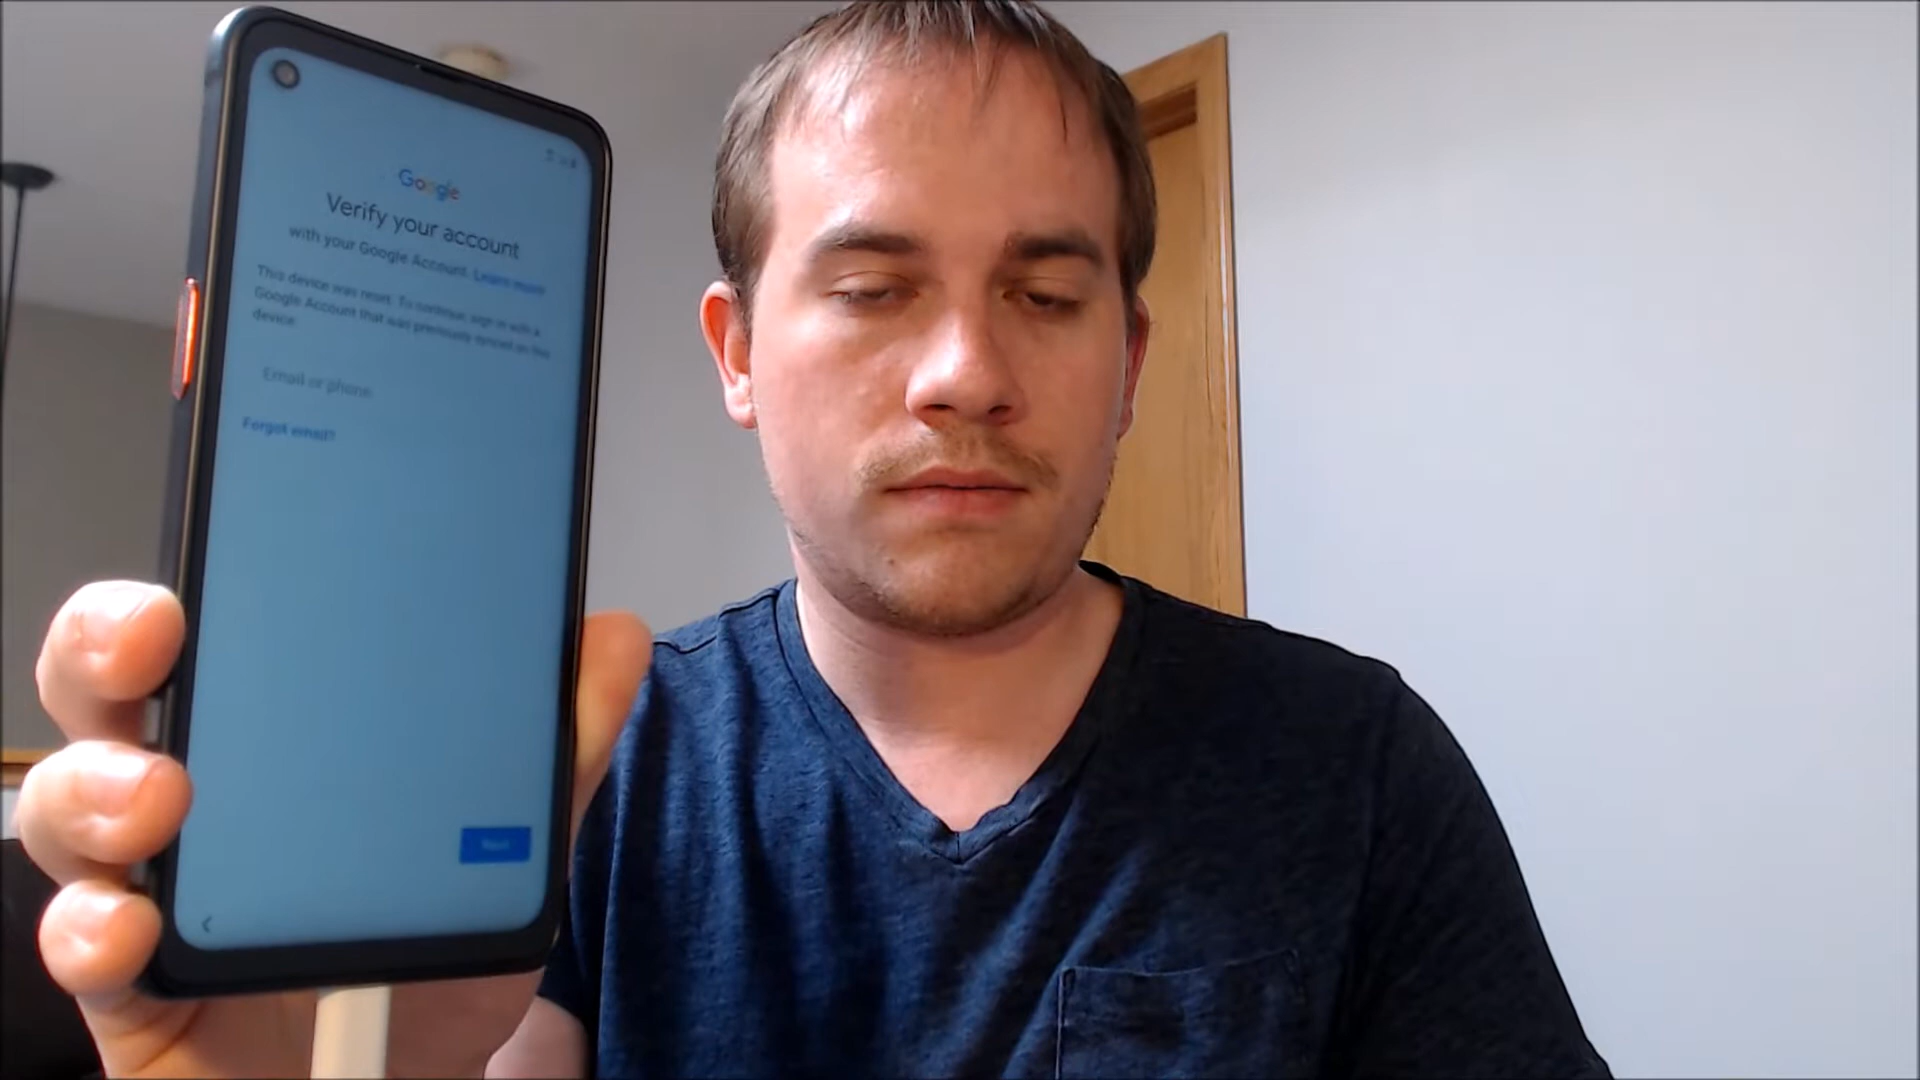 Google
Verify your account
with your Google Account. Learn more
This device was reset. To continue, sign in with a
Google Account that was previously synced on this
device.
Email or phone
Forgot email?
Next